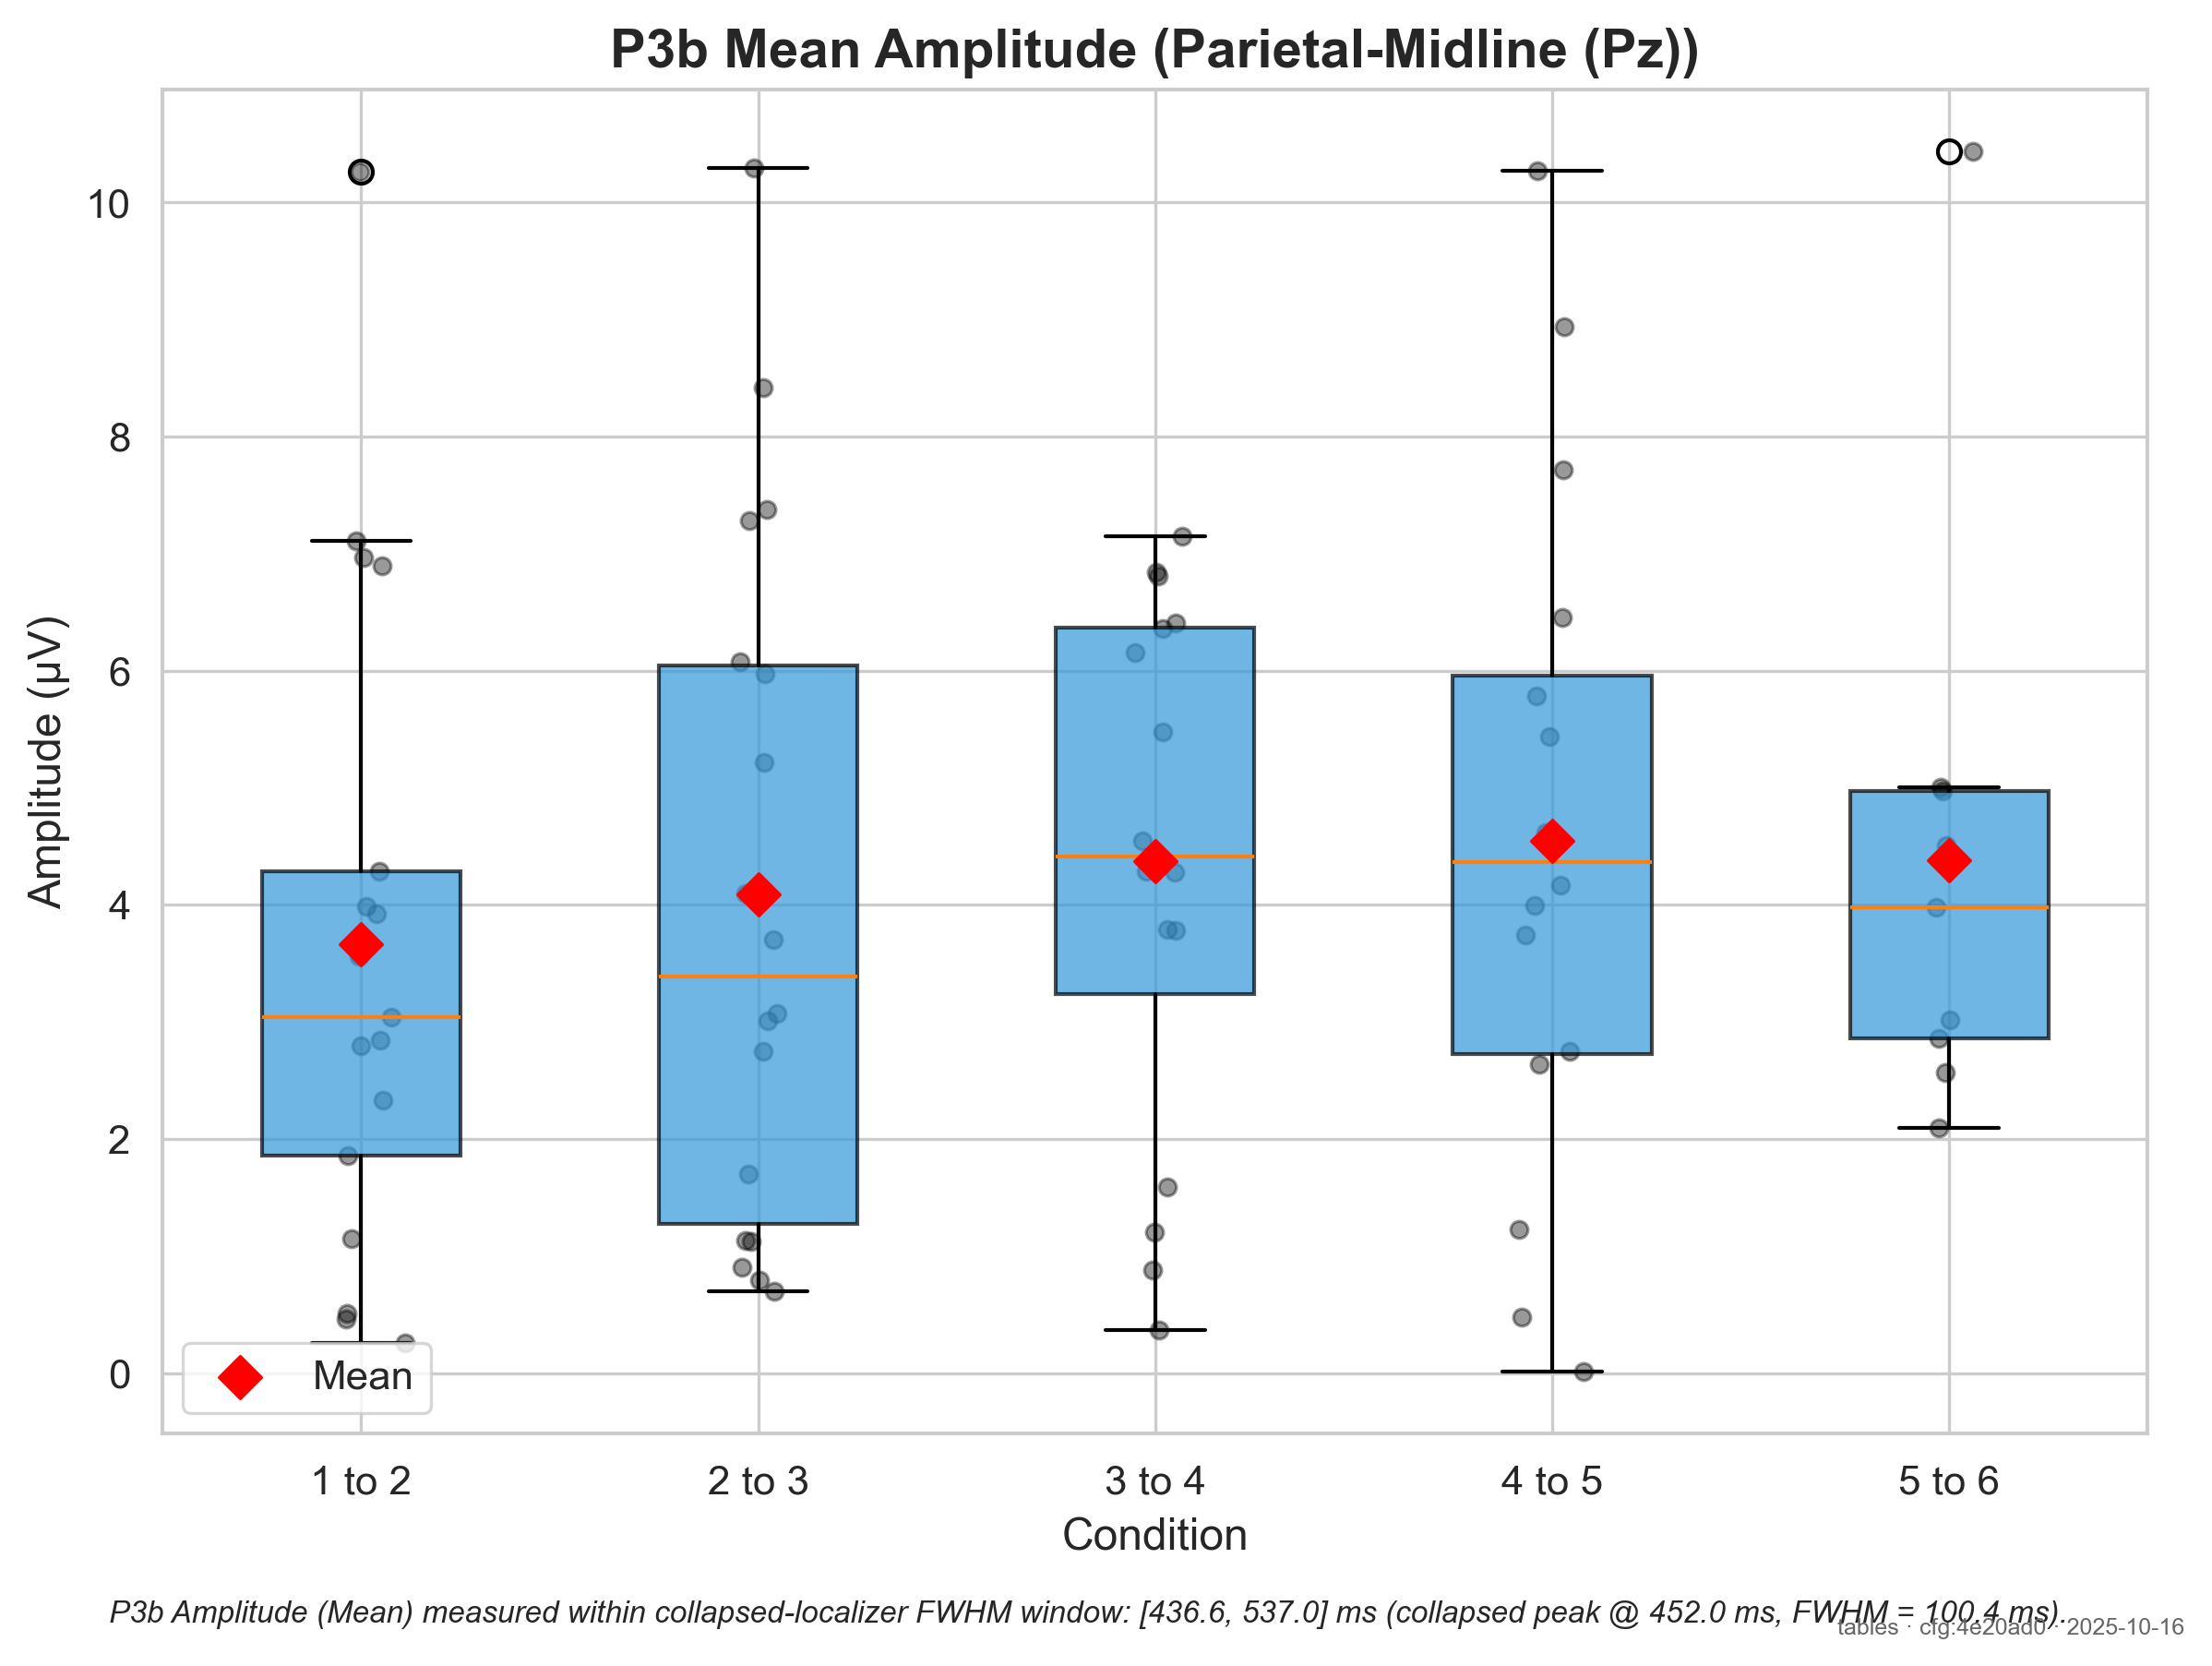 P3b Mean Amplitude (Parietal-Midline (Pz))
Amplitude (µV)
10
8
6
4
2
0
Mean
1 to 2
2 to 3
3 to 4
4 to 5
5 to 6
Condition
P3b Amplitude (Mean) measured within collapsed-localizer FWHM window: [436.6, 537.0] ms (collapsed peak @ 452.0 ms, FWHM = 100.4 ms).
tables · cfg:4e20ad0 · 2025-10-16